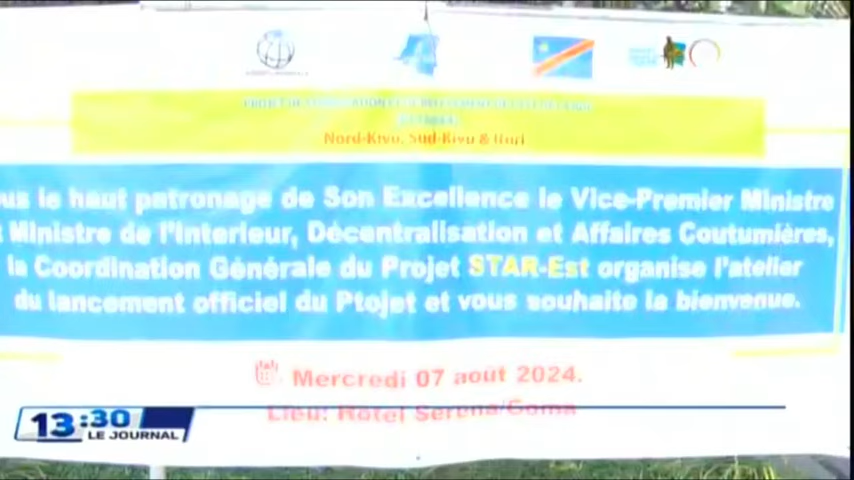 Nord-Kivu, Sud-Kivu & Ituri
le haut patronage de Son Excellence le Vice-Premier Ministre
Ministre de l'Interieur, Décentralisation et Affaires Coutumières,
la Coordination Générale du Projet STAR-Est organise l'atelier
du lancement officiel du Ptojet et vous souhaite la bienvenue.
Mercredi 07 août 2024.
Lieu: Hôtel Serena/Goma
13:30
LE JOURNAL